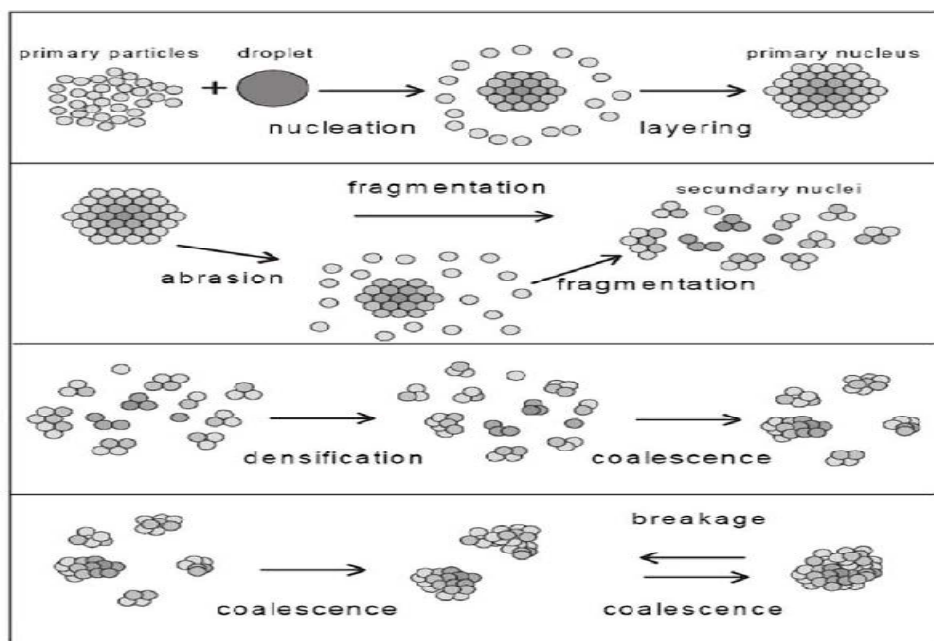 primary particles
droplet
primary nucleus
+
nucleation
layering
fragmentation
secundary nuclei
abrasion
fragmentation
densification
coalescence
breakage
coalescence
coalescence